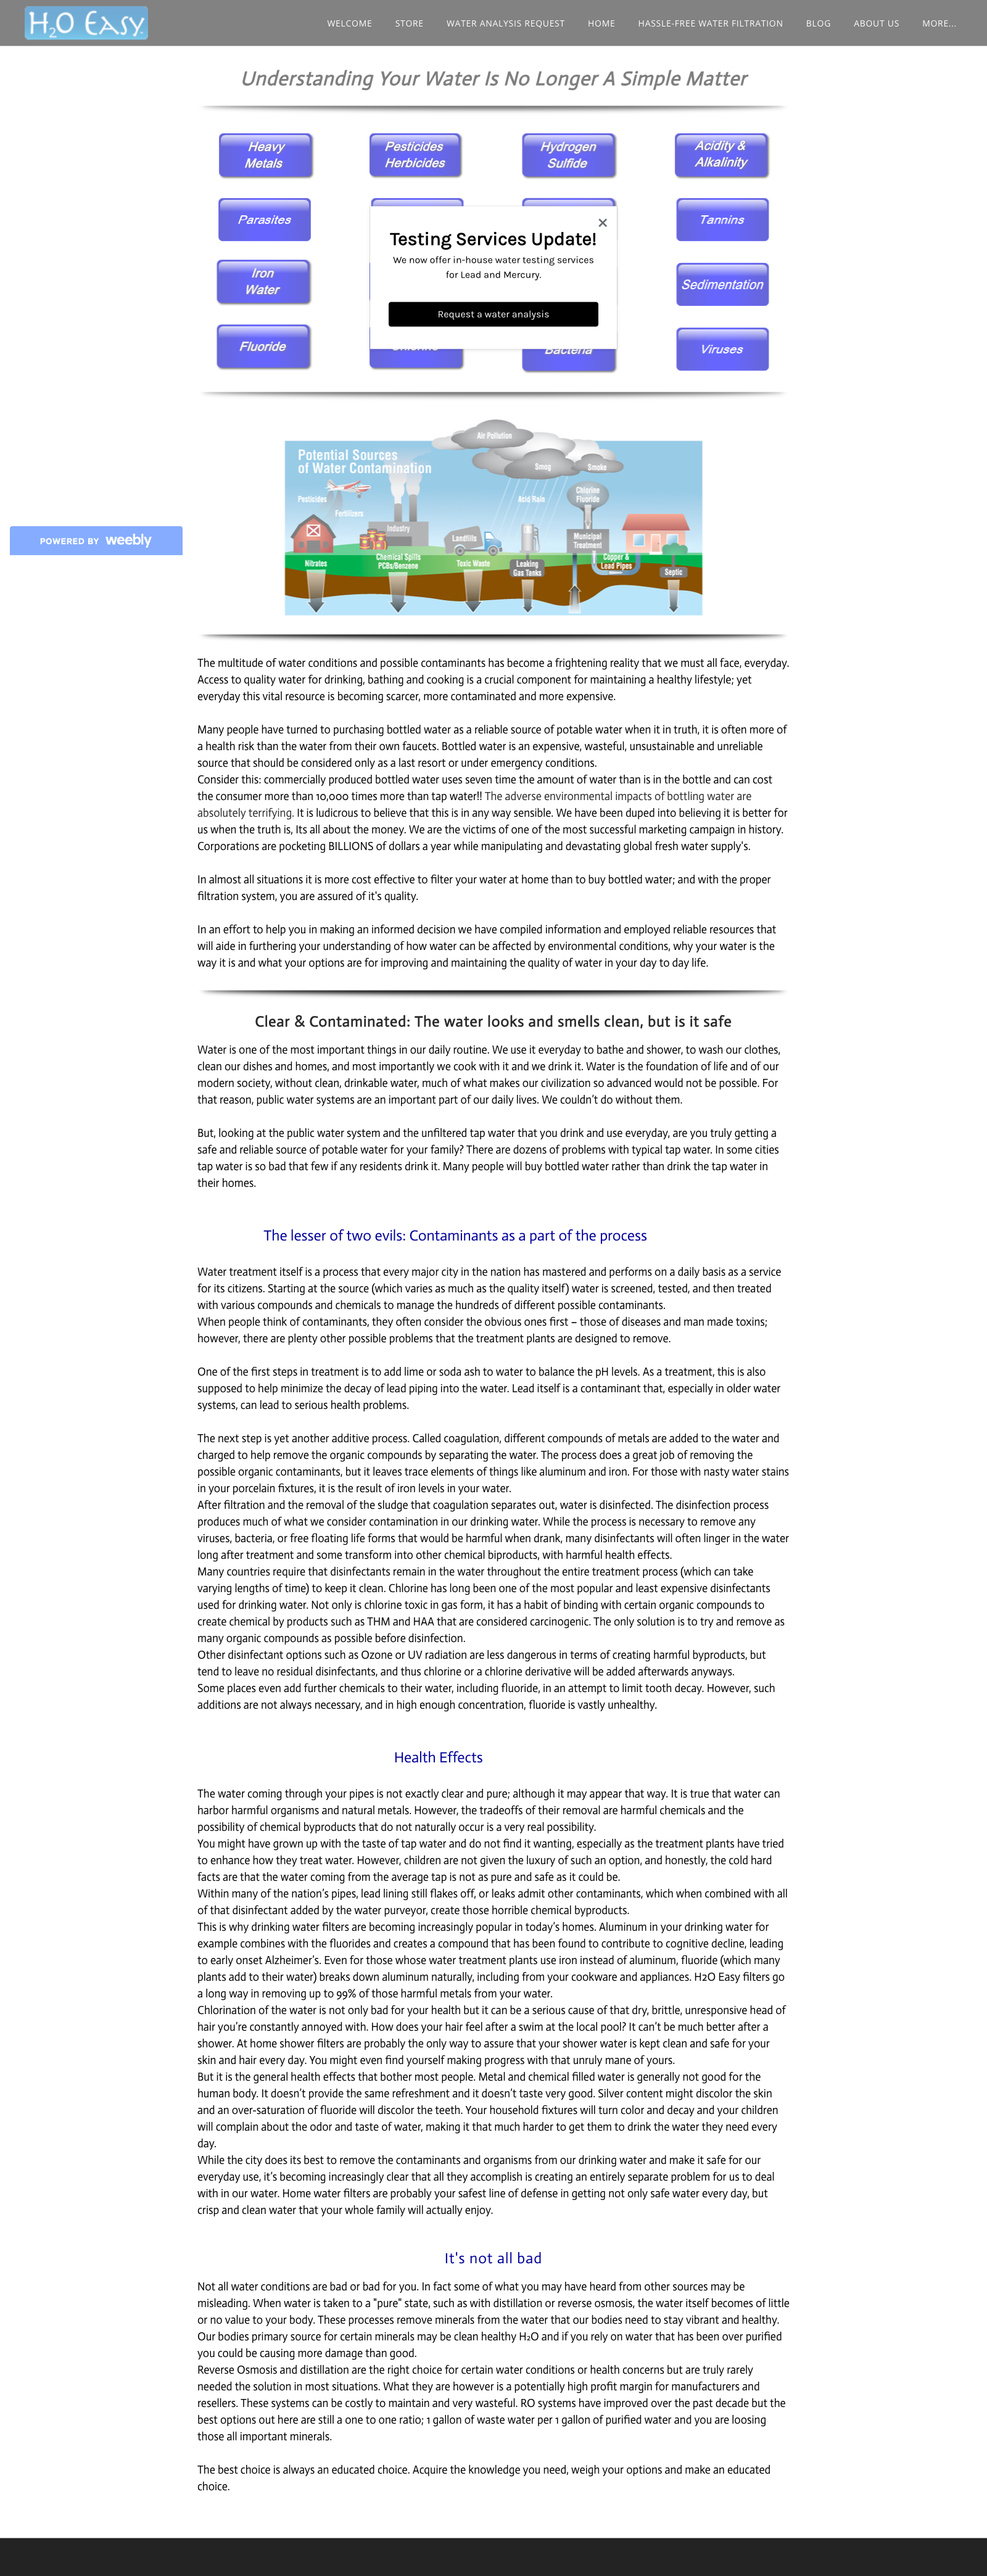 H2O Easy
WELCOME STORE WATER ANALYSIS REQUEST HOME HASSLE-FREE WATER FILTRATION BLOG ABOUT US MORE...
Understanding Your Water Is No Longer A Simple Matter
Heavy
Metals
Pesticides
Herbicides
Hydrogen
Sulfide
Acidity &
Alkalinity
Parasites
Tannins
Testing Services Update!
We now offer in-house water testing services
for Lead and Mercury.
Request a water analysis
Iron
Water
Sedimentation
Fluoride
Chlorine
Bacteria
Viruses
Potential Sources
of Water Contamination
Air Pollution
Smog
Smoke
Pesticides
Fertilizers
Industry
Acid Rain
Chlorine
Fluoride
Landfills
Municipal
Treatment
Nitrates
Chemical Spills
PCBs/Benzene
Toxic Waste
Leaking
Gas Tanks
Copper &
Lead Pipes
Septic
POWERED BY weebly
The multitude of water conditions and possible contaminants has become a frightening reality that we must all face, everyday.
Access to quality water for drinking, bathing and cooking is a crucial component for maintaining a healthy lifestyle; yet
everyday this vital resource is becoming scarcer, more contaminated and more expensive.
Many people have turned to purchasing bottled water as a reliable source of potable water when it in truth, it is often more of
a health risk than the water from their own faucets. Bottled water is an expensive, wasteful, unsustainable and unreliable
source that should be considered only as a last resort or under emergency conditions.
Consider this: commercially produced bottled water uses seven time the amount of water than is in the bottle and can cost
the consumer more than 10,000 times more than tap water!! The adverse environmental impacts of bottling water are
absolutely terrifying. It is ludicrous to believe that this is in any way sensible. We have been duped into believing it is better for
us when the truth is, Its all about the money. We are the victims of one of the most successful marketing campaign in history.
Corporations are pocketing BILLIONS of dollars a year while manipulating and devastating global fresh water supply's.
In almost all situations it is more cost effective to filter your water at home than to buy bottled water; and with the proper
filtration system, you are assured of it's quality.
In an effort to help you in making an informed decision we have compiled information and employed reliable resources that
will aide in furthering your understanding of how water can be affected by environmental conditions, why your water is the
way it is and what your options are for improving and maintaining the quality of water in your day to day life.
Clear & Contaminated: The water looks and smells clean, but is it safe
Water is one of the most important things in our daily routine. We use it everyday to bathe and shower, to wash our clothes,
clean our dishes and homes, and most importantly we cook with it and we drink it. Water is the foundation of life and of our
modern society, without clean, drinkable water, much of what makes our civilization so advanced would not be possible. For
that reason, public water systems are an important part of our daily lives. We couldn't do without them.
But, looking at the public water system and the unfiltered tap water that you drink and use everyday, are you truly getting a
safe and reliable source of potable water for your family? There are dozens of problems with typical tap water. In some cities
tap water is so bad that few if any residents drink it. Many people will buy bottled water rather than drink the tap water in
their homes.
The lesser of two evils: Contaminants as a part of the process
Water treatment itself is a process that every major city in the nation has mastered and performs on a daily basis as a service
for its citizens. Starting at the source (which varies as much as the quality itself) water is screened, tested, and then treated
with various compounds and chemicals to manage the hundreds of different possible contaminants.
When people think of contaminants, they often consider the obvious ones first – those of diseases and man made toxins;
however, there are plenty other possible problems that the treatment plants are designed to remove.
One of the first steps in treatment is to add lime or soda ash to water to balance the pH levels. As a treatment, this is also
supposed to help minimize the decay of lead piping into the water. Lead itself is a contaminant that, especially in older water
systems, can lead to serious health problems.
The next step is yet another additive process. Called coagulation, different compounds of metals are added to the water and
charged to help remove the organic compounds by separating the water. The process does a great job of removing the
possible organic contaminants, but it leaves trace elements of things like aluminum and iron. For those with nasty water stains
in your porcelain fixtures, it is the result of iron levels in your water.
After filtration and the removal of the sludge that coagulation separates out, water is disinfected. The disinfection process
produces much of what we consider contamination in our drinking water. While the process is necessary to remove any
viruses, bacteria, or free floating life forms that would be harmful when drank, many disinfectants will often linger in the water
long after treatment and some transform into other chemical biproducts, with harmful health effects.
Many countries require that disinfectants remain in the water throughout the entire treatment process (which can take
varying lengths of time) to keep it clean. Chlorine has long been one of the most popular and least expensive disinfectants
used for drinking water. Not only is chlorine toxic in gas form, it has a habit of binding with certain organic compounds to
create chemical by products such as THM and HAA that are considered carcinogenic. The only solution is to try and remove as
many organic compounds as possible before disinfection.
Other disinfectant options such as Ozone or UV radiation are less dangerous in terms of creating harmful byproducts, but
tend to leave no residual disinfectants, and thus chlorine or a chlorine derivative will be added afterwards anyways.
Some places even add further chemicals to their water, including fluoride, in an attempt to limit tooth decay. However, such
additions are not always necessary, and in high enough concentration, fluoride is vastly unhealthy.
Health Effects
The water coming through your pipes is not exactly clear and pure; although it may appear that way. It is true that water can
harbor harmful organisms and natural metals. However, the tradeoffs of their removal are harmful chemicals and the
possibility of chemical byproducts that do not naturally occur is a very real possibility.
You might have grown up with the taste of tap water and do not find it wanting, especially as the treatment plants have tried
to enhance how they treat water. However, children are not given the luxury of such an option, and honestly, the cold hard
facts are that the water coming from the average tap is not as pure and safe as it could be.
Within many of the nation's pipes, lead lining still flakes off, or leaks admit other contaminants, which when combined with all
of that disinfectant added by the water purveyor, create those horrible chemical byproducts.
This is why drinking water filters are becoming increasingly popular in today's homes. Aluminum in your drinking water for
example combines with the fluorides and creates a compound that has been found to contribute to cognitive decline, leading
to early onset Alzheimer's. Even for those whose water treatment plants use iron instead of aluminum, fluoride (which many
plants add to their water) breaks down aluminum naturally, including from your cookware and appliances. H2O Easy filters go
a long way in removing up to 99% of those harmful metals from your water.
Chlorination of the water is not only bad for your health but it can be a serious cause of that dry, brittle, unresponsive head of
hair you're constantly annoyed with. How does your hair feel after a swim at the local pool? It can't be much better after a
shower. At home shower filters are probably the only way to assure that your shower water is kept clean and safe for your
skin and hair every day. You might even find yourself making progress with that unruly mane of yours.
But it is the general health effects that bother most people. Metal and chemical filled water is generally not good for the
human body. It doesn't provide the same refreshment and it doesn't taste very good. Silver content might discolor the skin
and an over-saturation of fluoride will discolor the teeth. Your household fixtures will turn color and decay and your children
will complain about the odor and taste of water, making it that much harder to get them to drink the water they need every
day.
While the city does its best to remove the contaminants and organisms from our drinking water and make it safe for our
everyday use, it's becoming increasingly clear that all they accomplish is creating an entirely separate problem for us to deal
with in our water. Home water filters are probably your safest line of defense in getting not only safe water every day, but
crisp and clean water that your whole family will actually enjoy.
It's not all bad
Not all water conditions are bad or bad for you. In fact some of what you may have heard from other sources may be
misleading. When water is taken to a "pure" state, such as with distillation or reverse osmosis, the water itself becomes of little
or no value to your body. These processes remove minerals from the water that our bodies need to stay vibrant and healthy.
Our bodies primary source for certain minerals may be clean healthy H2O and if you rely on water that has been over purified
you could be causing more damage than good.
Reverse Osmosis and distillation are the right choice for certain water conditions or health concerns but are truly rarely
needed the solution in most situations. What they are however is a potentially high profit margin for manufacturers and
resellers. These systems can be costly to maintain and very wasteful. RO systems have improved over the past decade but the
best options out here are still a one to one ratio; 1 gallon of waste water per 1 gallon of purified water and you are loosing
those all important minerals.
The best choice is always an educated choice. Acquire the knowledge you need, weigh your options and make an educated
choice.